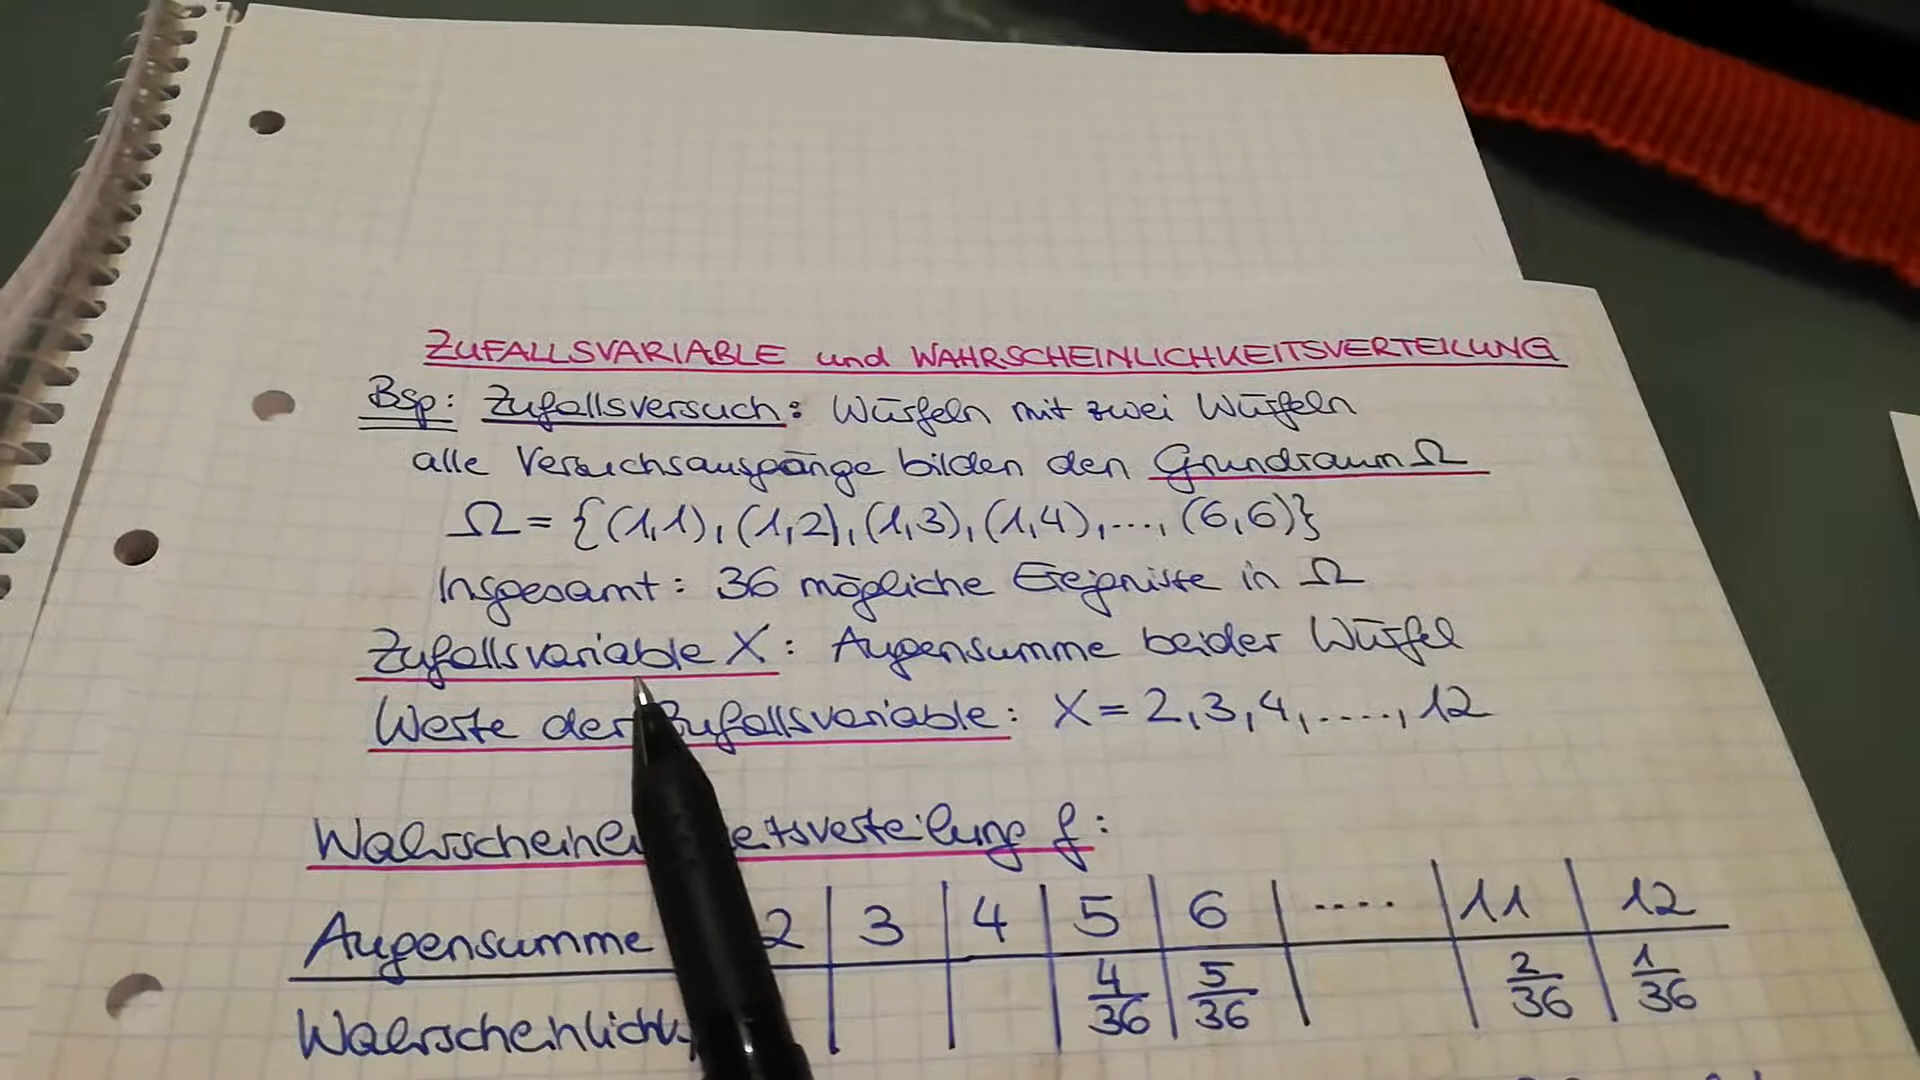 ZUFALLSVARIABLE und WAHRSCHEINLICHKEITSVERTEILUNG
Bsp: Zufallsversuch: Würfeln mit zwei Würfeln
alle Versuchsausgänge bilden den Grundraum Ω
Ω = {(1,1), (1,2), (1,3), (1,4), ..., (6,6)}
Insgesamt: 36 mögliche Ereignisse in Ω
Zufallsvariable X: Augensumme beider Würfel
Werte der Zufallsvariable: X = 2, 3, 4, ...., 12
f:
Augensumme 2 3 4 5 6 .... 11 12
4/36 5/36 2/36 1/36